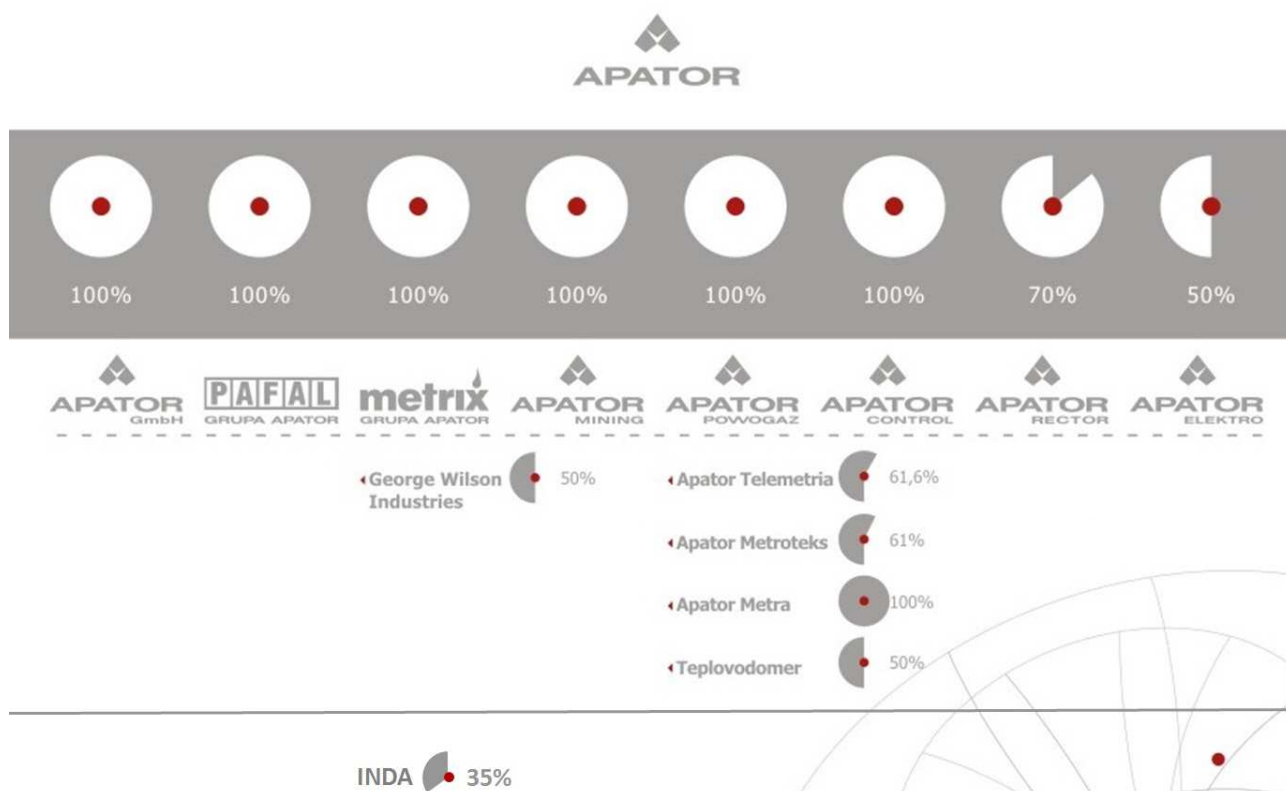 APATOR
100% 100% 100% 100% 100% 100% 70% 50%
APATOR GmbH
PAFAL GRUPA APATOR
metrix GRUPA APATOR
APATOR MINING
APATOR POWOGAZ
APATOR CONTROL
APATOR RECTOR
APATOR ELEKTRO
George Wilson
Industries
50%
Apator Telemetria 61,6%
Apator Metroteks 61%
Apator Metra 100%
Teplovodomer 50%
INDA 35%